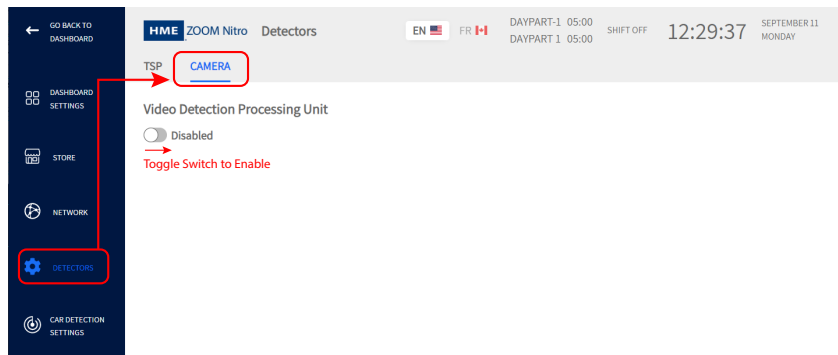 GO BACK TO
DASHBOARD
HME ZOOM Nitro Detectors
EN FR
DAYPART-1 05:00
DAYPART 1 05:00
SHIFT OFF
12:29:37
SEPTEMBER 11
MONDAY
TSP CAMERA
DASHBOARD
SETTINGS
STORE
NETWORK
DETECTORS
CAR DETECTION
SETTINGS
Video Detection Processing Unit
Disabled
Toggle Switch to Enable